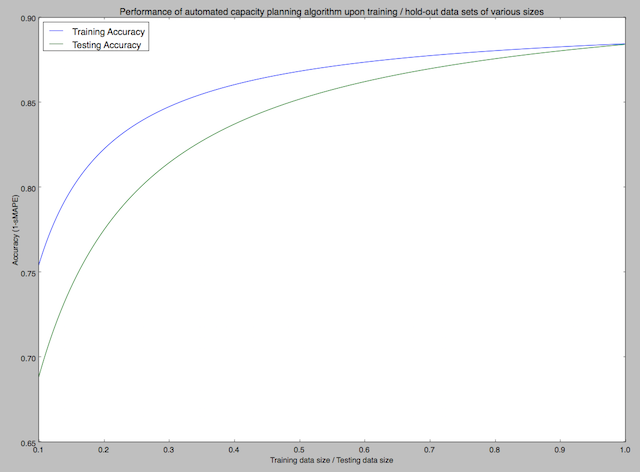 Performance of automated capacity planning algorithm upon training / hold-out data sets of various sizes
0.90
Training Accuracy
Testing Accuracy
0.85
0.80
Accuracy (1-sMAPE)
0.75
0.70
0.65
0.1 0.2 0.3 0.4 0.5 0.6 0.7 0.8 0.9 1.0
Training data size / Testing data size